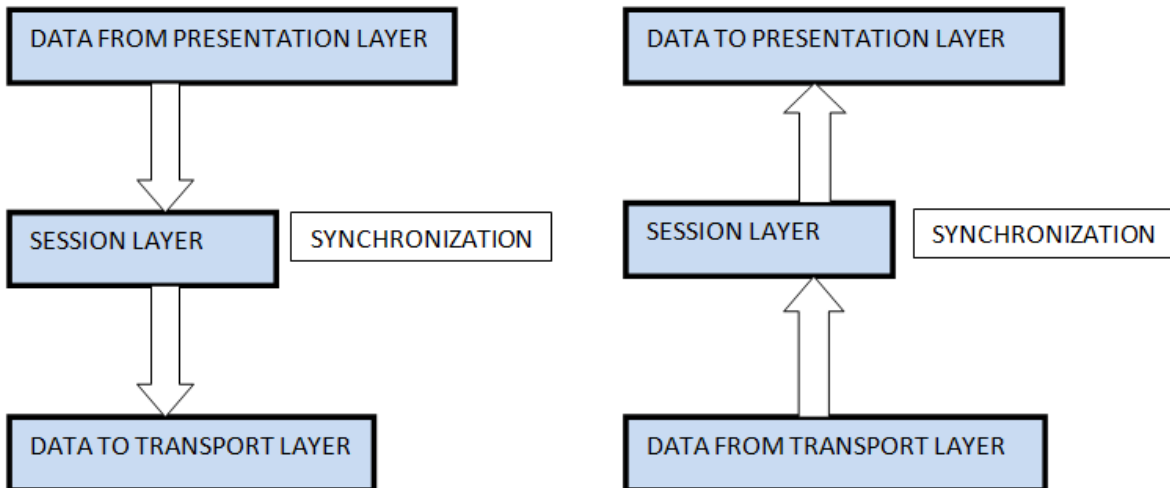 DATA FROM PRESENTATION LAYER
DATA TO PRESENTATION LAYER
SESSION LAYER
SYNCHRONIZATION
SESSION LAYER
SYNCHRONIZATION
DATA TO TRANSPORT LAYER
DATA FROM TRANSPORT LAYER